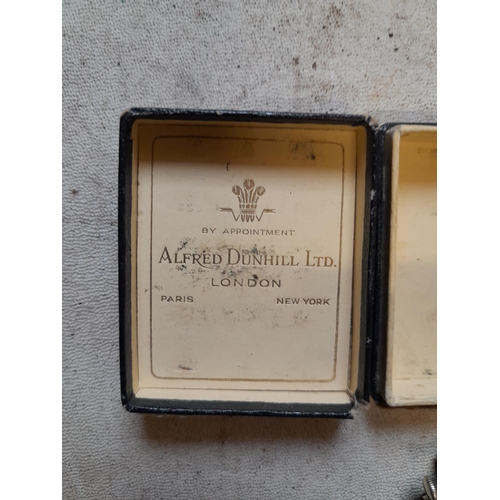 BY APPOINTMENT
ALFRED DUNHILL LTD.
LONDON
PARIS NEW YORK